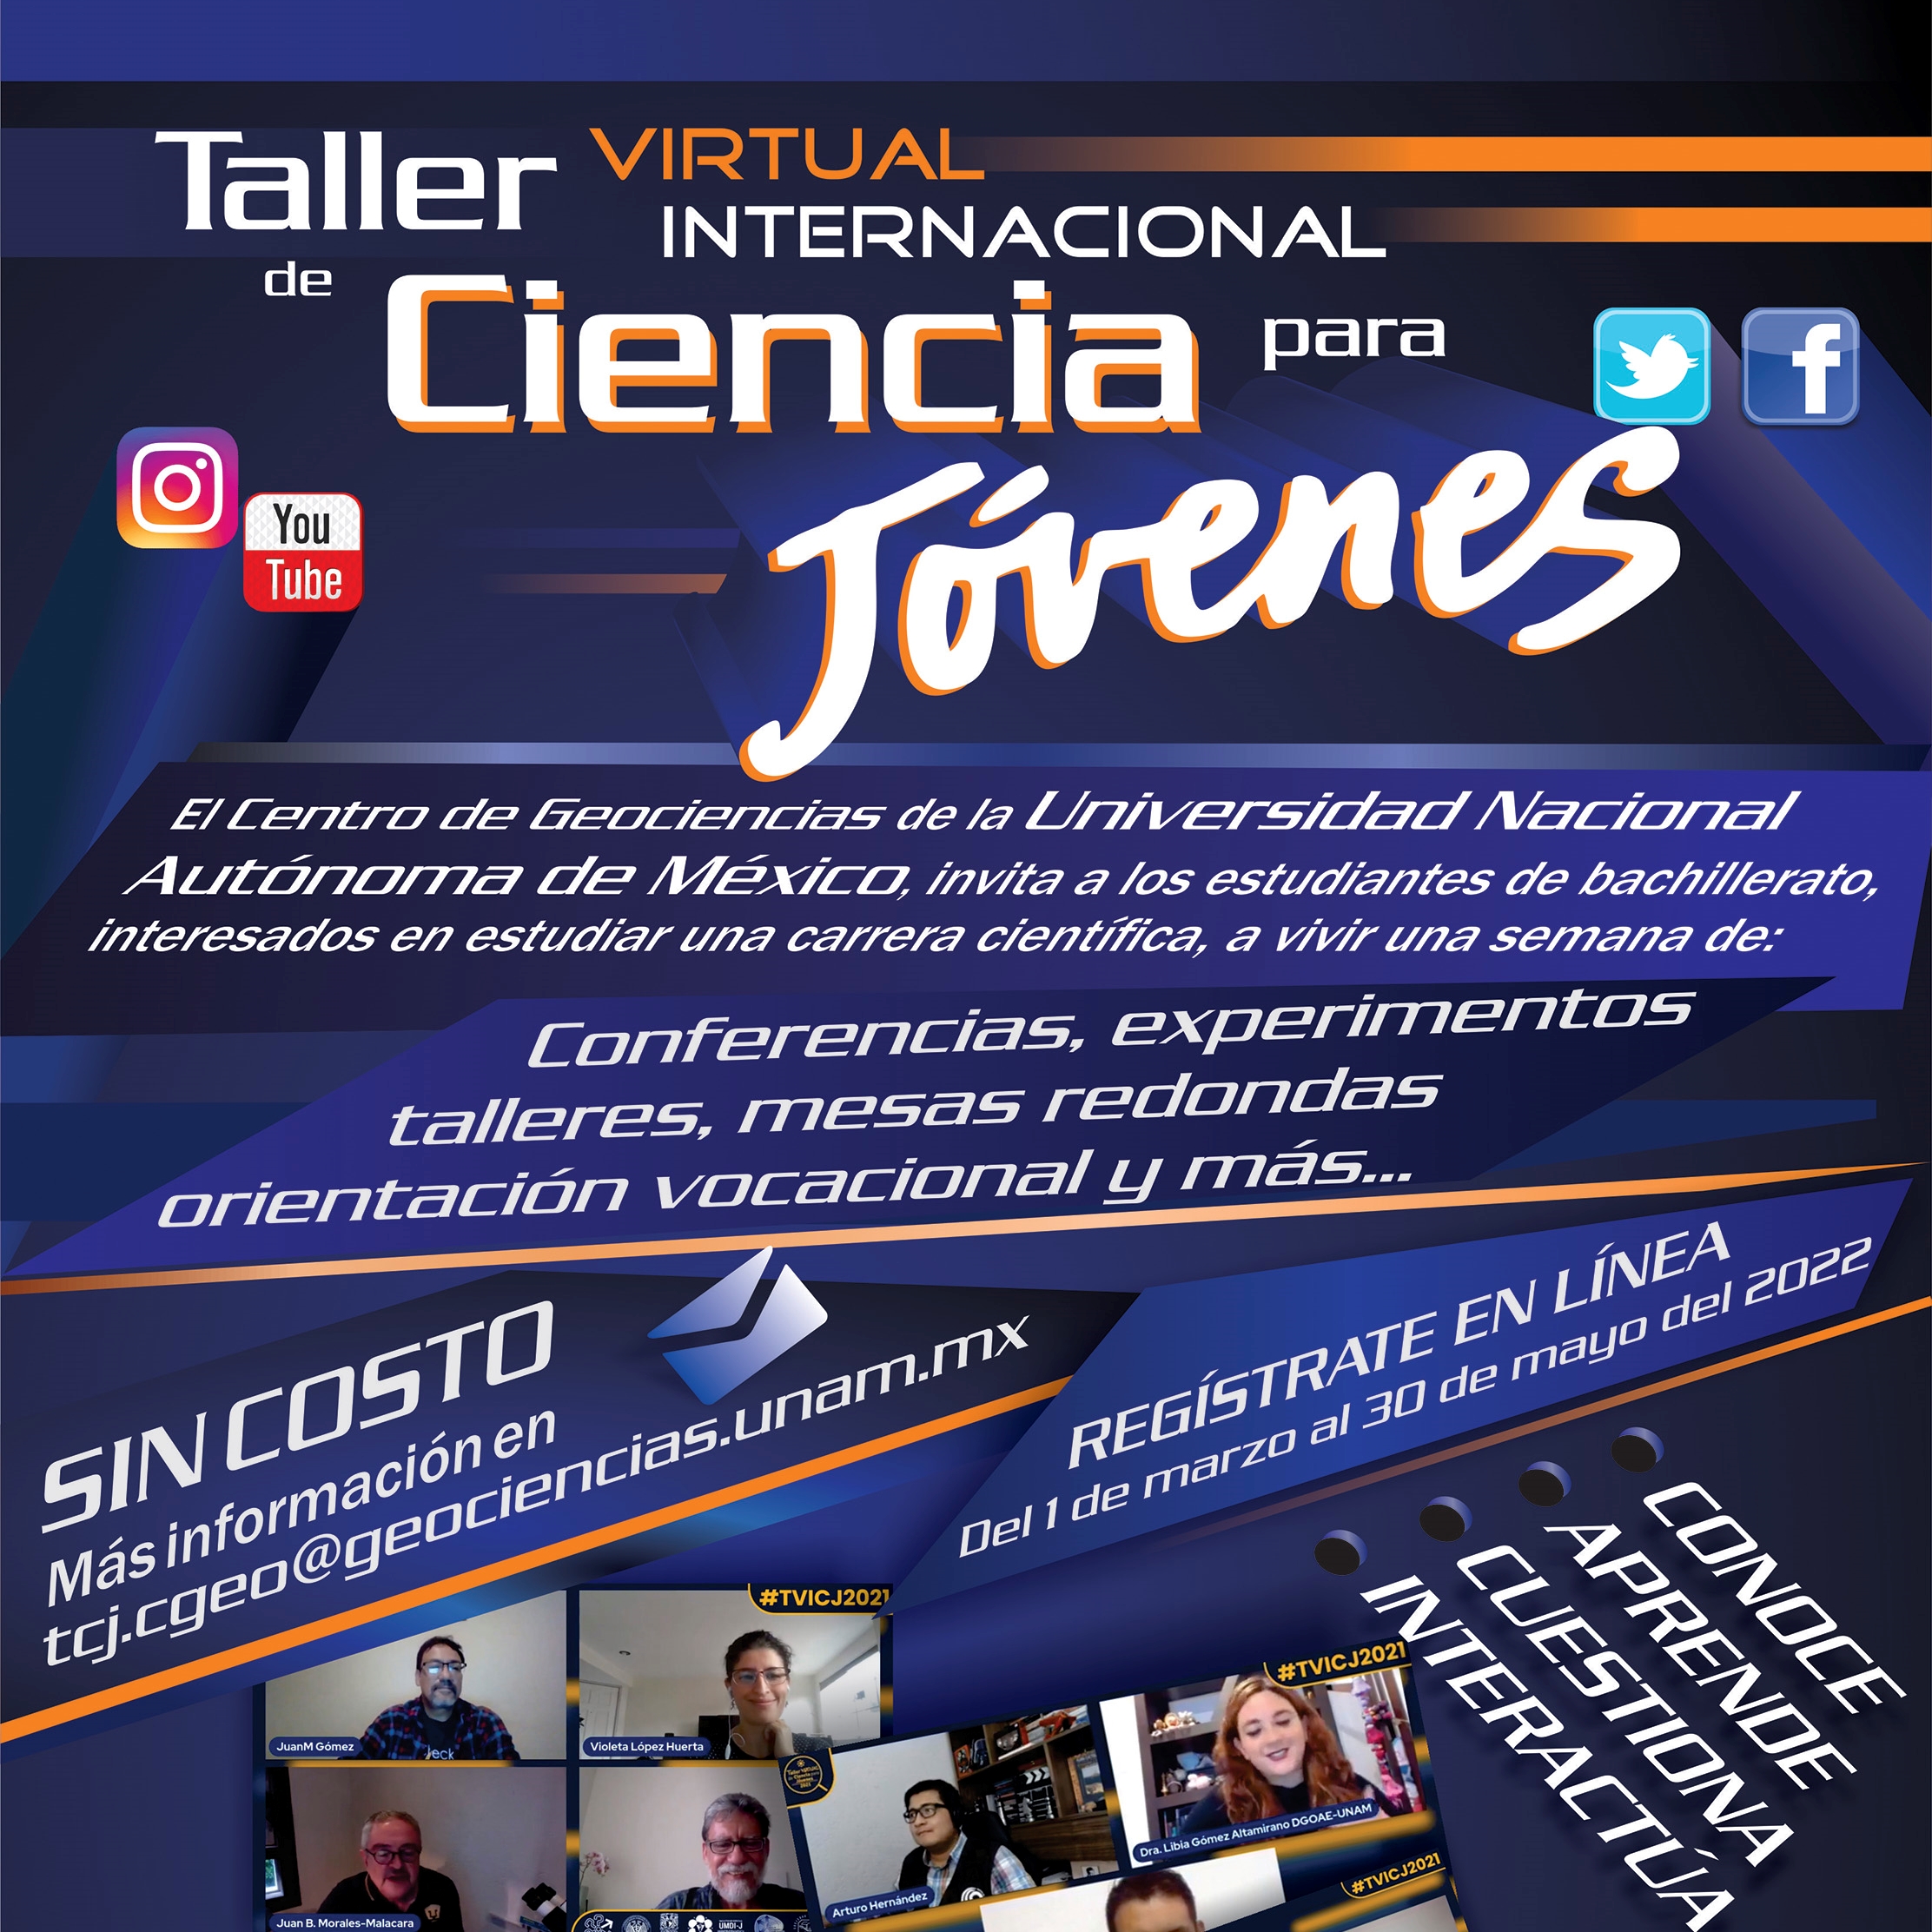 Taller VIRTUAL
INTERNACIONAL
de Ciencia para
Jóvenes
You
Tube
El Centro de Geociencias de la Universidad Nacional
Autónoma de México, invita a los estudiantes de bachillerato,
interesados en estudiar una carrera científica, a vivir una semana de:
Conferencias, experimentos
talleres, mesas redondas
orientación vocacional y más...
SIN COSTO
Más información en
tcj.cgeo@geociencias.unam.mx
REGÍSTRATE EN LÍNEA
Del 1 de marzo al 30 de mayo del 2022
CONOCE
APRENDE
CUESTIONA
INTERACTÚA
#TVICJ2021
JuanM Gómez
Violeta López Huerta
Juan B. Morales-Malacara
UMDI-J
#TVICJ2021
Arturo Hernández
Dra. Libia Gómez Altamirano DGOAE-UNAM
#TVICJ2021